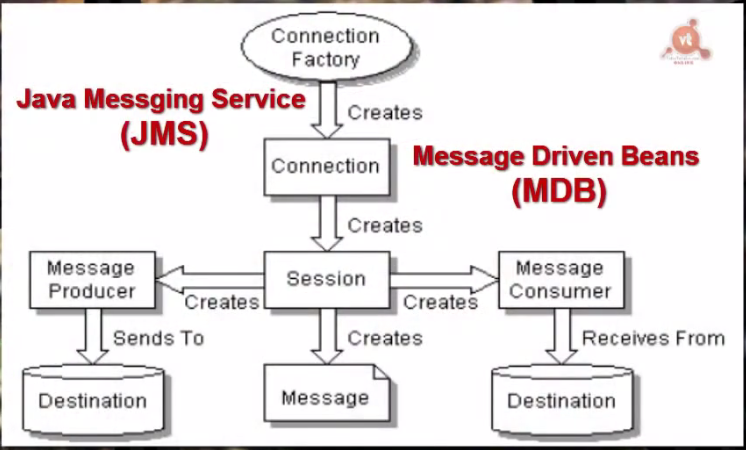 Connection
Factory
vt
Java Messging Service
(JMS)
Creates
Connection
Message Driven Beans
(MDB)
Creates
Message
Producer
Session
Message
Consumer
Creates
Creates
Sends To
Creates
Receives From
Destination
Message
Destination